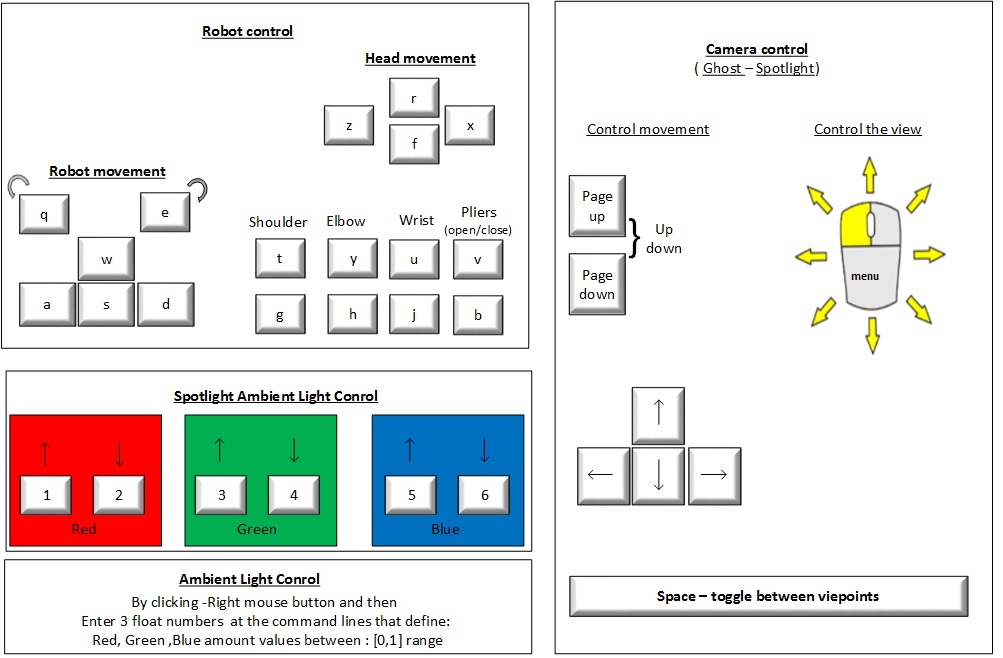 Robot control
Head movement
r
z
x
f
Robot movement
q
e
w
a
s
d
Shoulder
Elbow
Wrist
Pliers
(open/close)
t
y
u
v
g
h
j
b
Spotlight Ambient Light Conrol
↑
↓
↑
↓
↑
↓
1
2
3
4
5
6
Red
Green
Blue
Ambient Light Conrol
By clicking -Right mouse button and then
Enter 3 float numbers at the command lines that define:
Red, Green ,Blue amount values between : [0,1] range
Camera control
( Ghost – Spotlight)
Control movement
Control the view
Page
up
}
Up
down
Page
down
menu
↑
←
↓
→
Space – toggle between viepoints